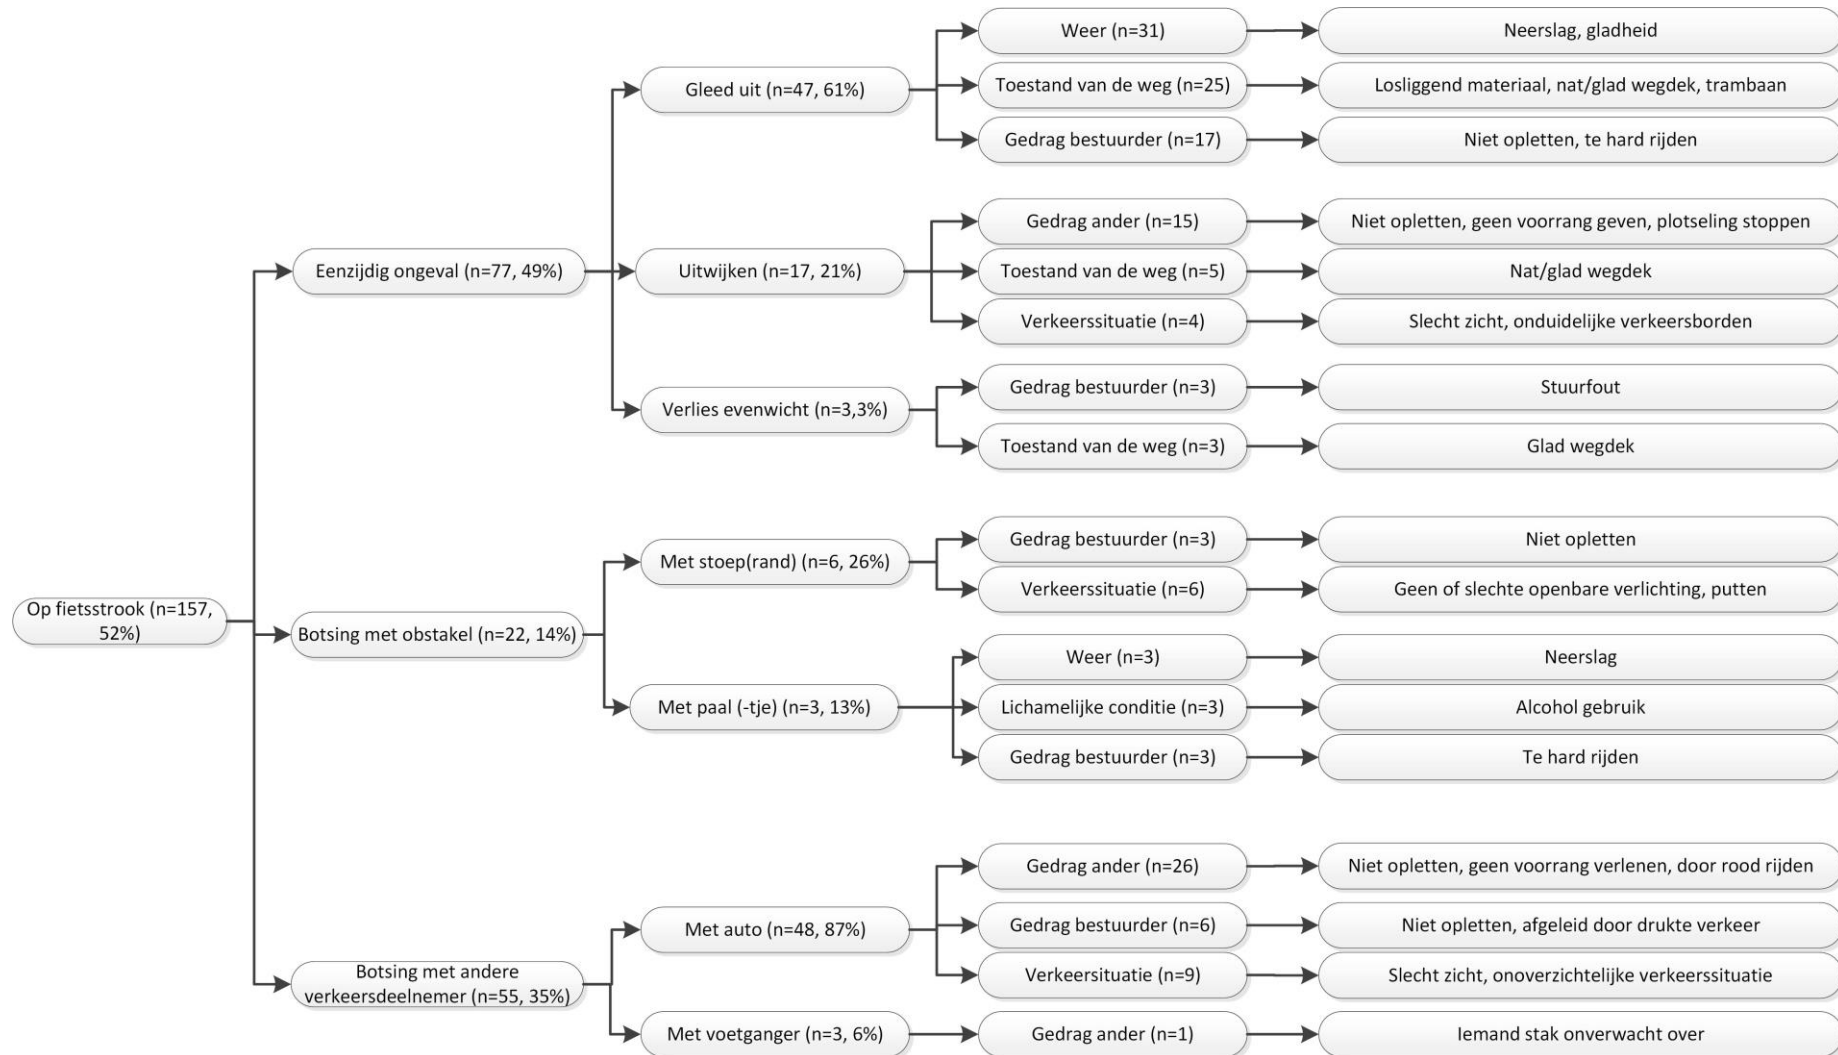 Weer (n=31)
Neerslag, gladheid
Gleed uit (n=47, 61%)
Toestand van de weg (n=25)
Losliggend materiaal, nat/glad wegdek, trambaan
Gedrag bestuurder (n=17)
Niet opletten, te hard rijden
Eenzijdig ongeval (n=77, 49%)
Uitwijken (n=17, 21%)
Gedrag ander (n=15)
Niet opletten, geen voorrang geven, plotseling stoppen
Toestand van de weg (n=5)
Nat/glad wegdek
Verkeerssituatie (n=4)
Slecht zicht, onduidelijke verkeersborden
Verlies evenwicht (n=3,3%)
Gedrag bestuurder (n=3)
Stuurfout
Toestand van de weg (n=3)
Glad wegdek
Op fietsstrook (n=157,
52%)
Botsing met obstakel (n=22, 14%)
Met stoep(rand) (n=6, 26%)
Gedrag bestuurder (n=3)
Niet opletten
Verkeerssituatie (n=6)
Geen of slechte openbare verlichting, putten
Met paal (-tje) (n=3, 13%)
Weer (n=3)
Neerslag
Lichamelijke conditie (n=3)
Alcohol gebruik
Gedrag bestuurder (n=3)
Te hard rijden
Botsing met andere
verkeersdeelnemer (n=55, 35%)
Met auto (n=48, 87%)
Gedrag ander (n=26)
Niet opletten, geen voorrang verlenen, door rood rijden
Gedrag bestuurder (n=6)
Niet opletten, afgeleid door drukte verkeer
Verkeersituatie (n=9)
Slecht zicht, onoverzichtelijke verkeerssituatie
Met voetganger (n=3, 6%)
Gedrag ander (n=1)
Iemand stak onverwacht over